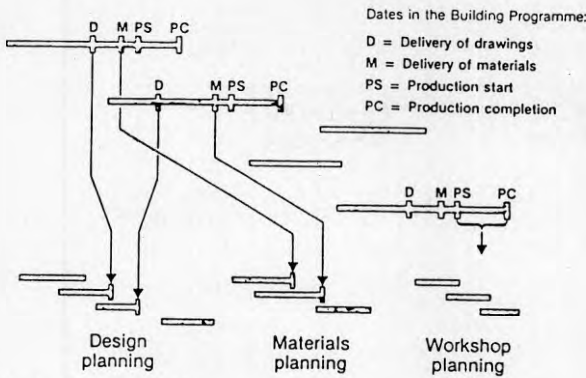 Dates in the Building Programme:
D = Delivery of drawings
M = Delivery of materials
PS = Production start
PC = Production completion
D M PS PC
D M PS PC
D M PS PC
Design planning
Materials planning
Workshop planning